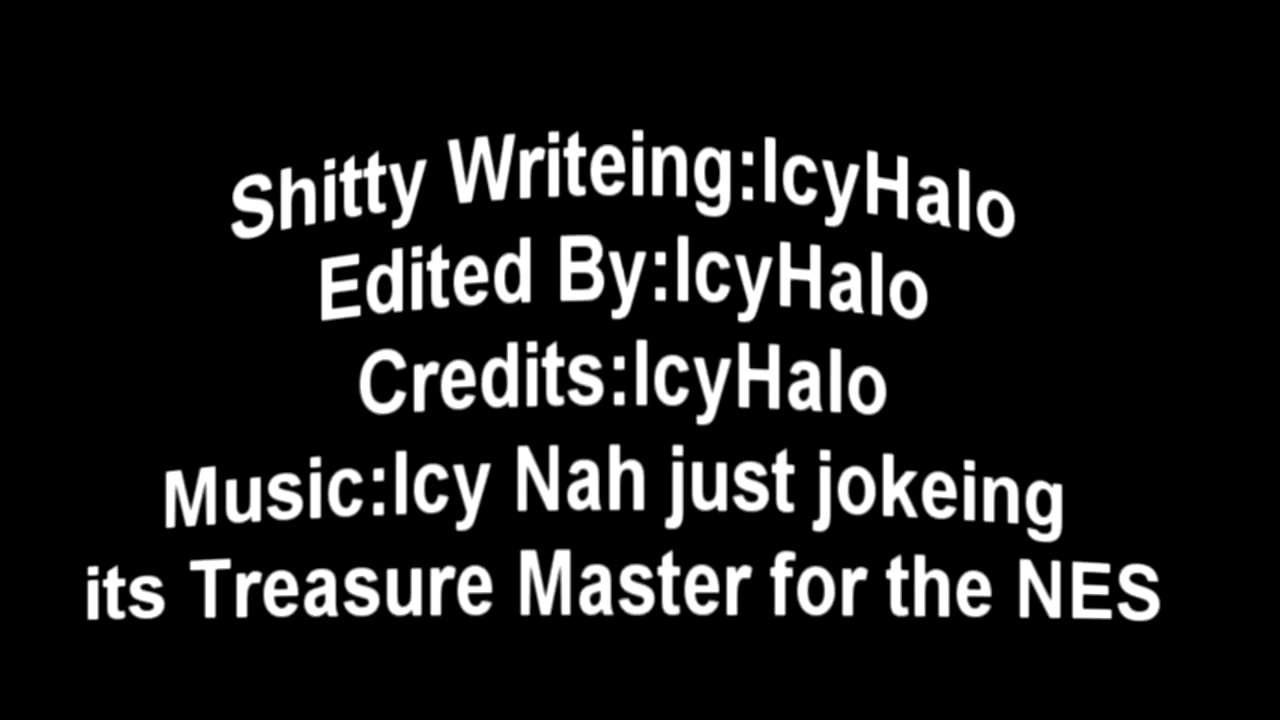 Shitty Writeing:IcyHalo
Edited By:IcyHalo
Credits:IcyHalo
Music:Icy Nah just jokeing
its Treasure Master for the NES